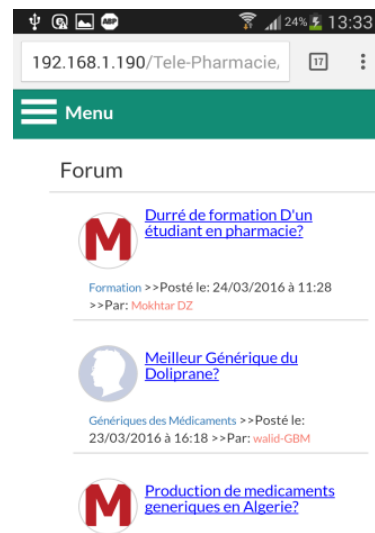 ABP 24% 13:33
192.168.1.190/Tele-Pharmacie, 17
Menu
Forum
M
Durré de formation D'un
étudiant en pharmacie?
Formation >>Posté le: 24/03/2016 à 11:28
>>Par: Mokhtar DZ
Meilleur Générique du
Doliprane?
Génériques des Médicaments >>Posté le:
23/03/2016 à 16:18 >>Par: walid-GBM
M
Production de medicaments
generiques en Algerie?